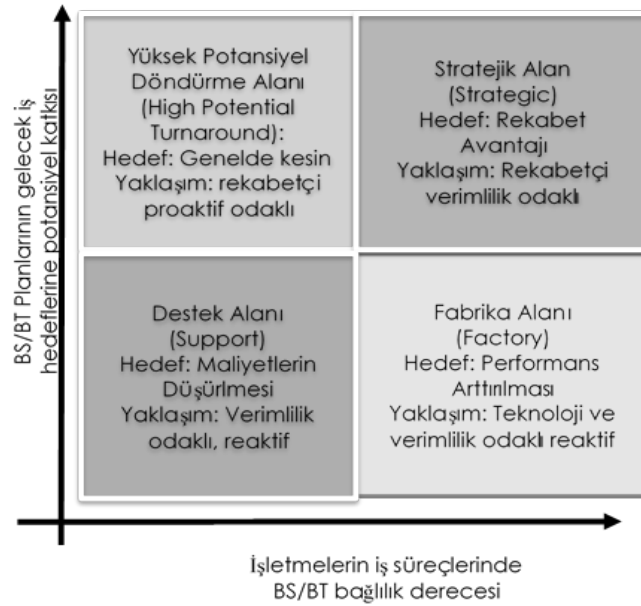 BS/BT Planlarının gelecek iş
hedeflerine potansiyel katkısı
Yüksek Potansiyel
Döndürme Alanı
(High Potential
Turnaround):
Hedef: Genelde kesin
Yaklaşım: rekabetçi
proaktif odaklı
Stratejik Alan
(Strategic)
Hedef: Rekabet
Avantajı
Yaklaşım: Rekabetçi
verimlilik odaklı
Destek Alanı
(Support)
Hedef: Maliyetlerin
Düşürlmesi
Yaklaşım: Verimlilik
odaklı, reaktif
Fabrika Alanı
(Factory)
Hedef: Performans
Arttırılması
Yaklaşım: Teknoloji ve
verimlilik odaklı reaktif
İşletmelerin iş süreçlerinde
BS/BT bağlılık derecesi